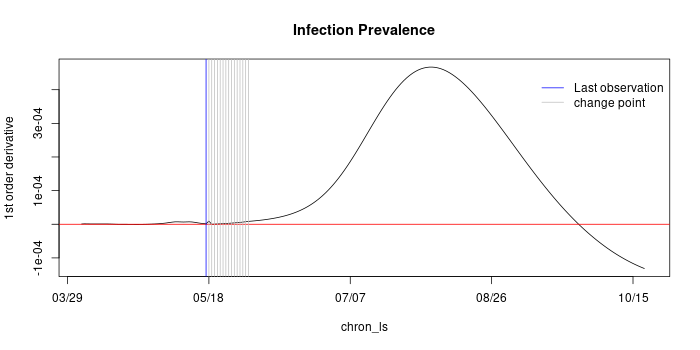 Infection Prevalence
1st order derivative
3e-04
1e-04
-1e-04
Last observation
change point
03/29
05/18
07/07
08/26
10/15
chron_ls